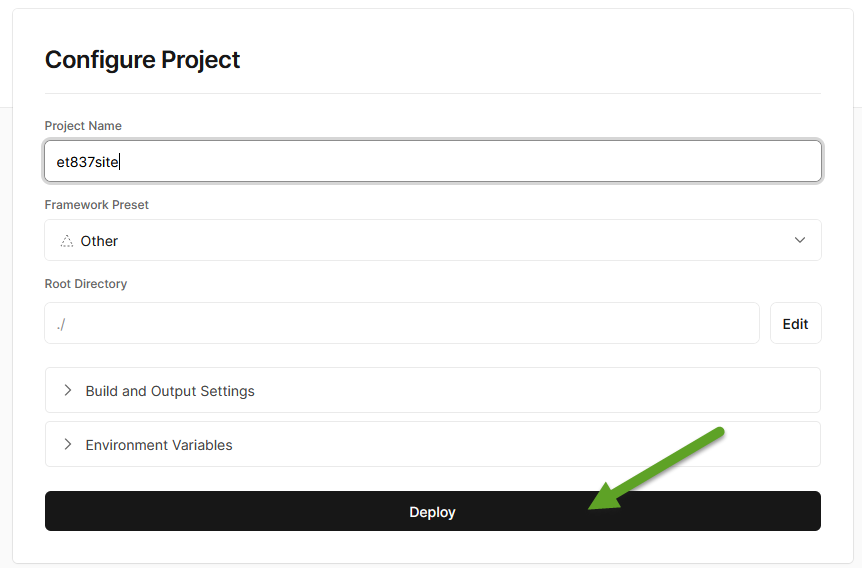 Configure Project
Project Name
et837site
Framework Preset
Other
Root Directory
./
Edit
Build and Output Settings
Environment Variables
Deploy